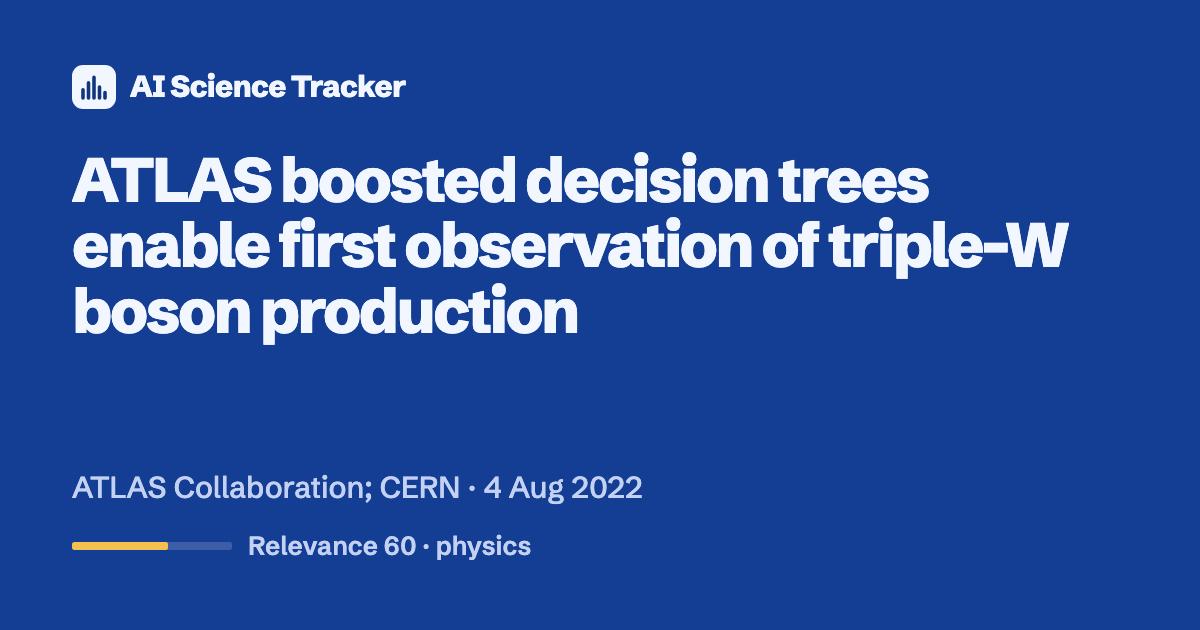 AI Science Tracker
ATLAS boosted decision trees
enable first observation of triple-W
boson production
ATLAS Collaboration; CERN · 4 Aug 2022
Relevance 60 · physics